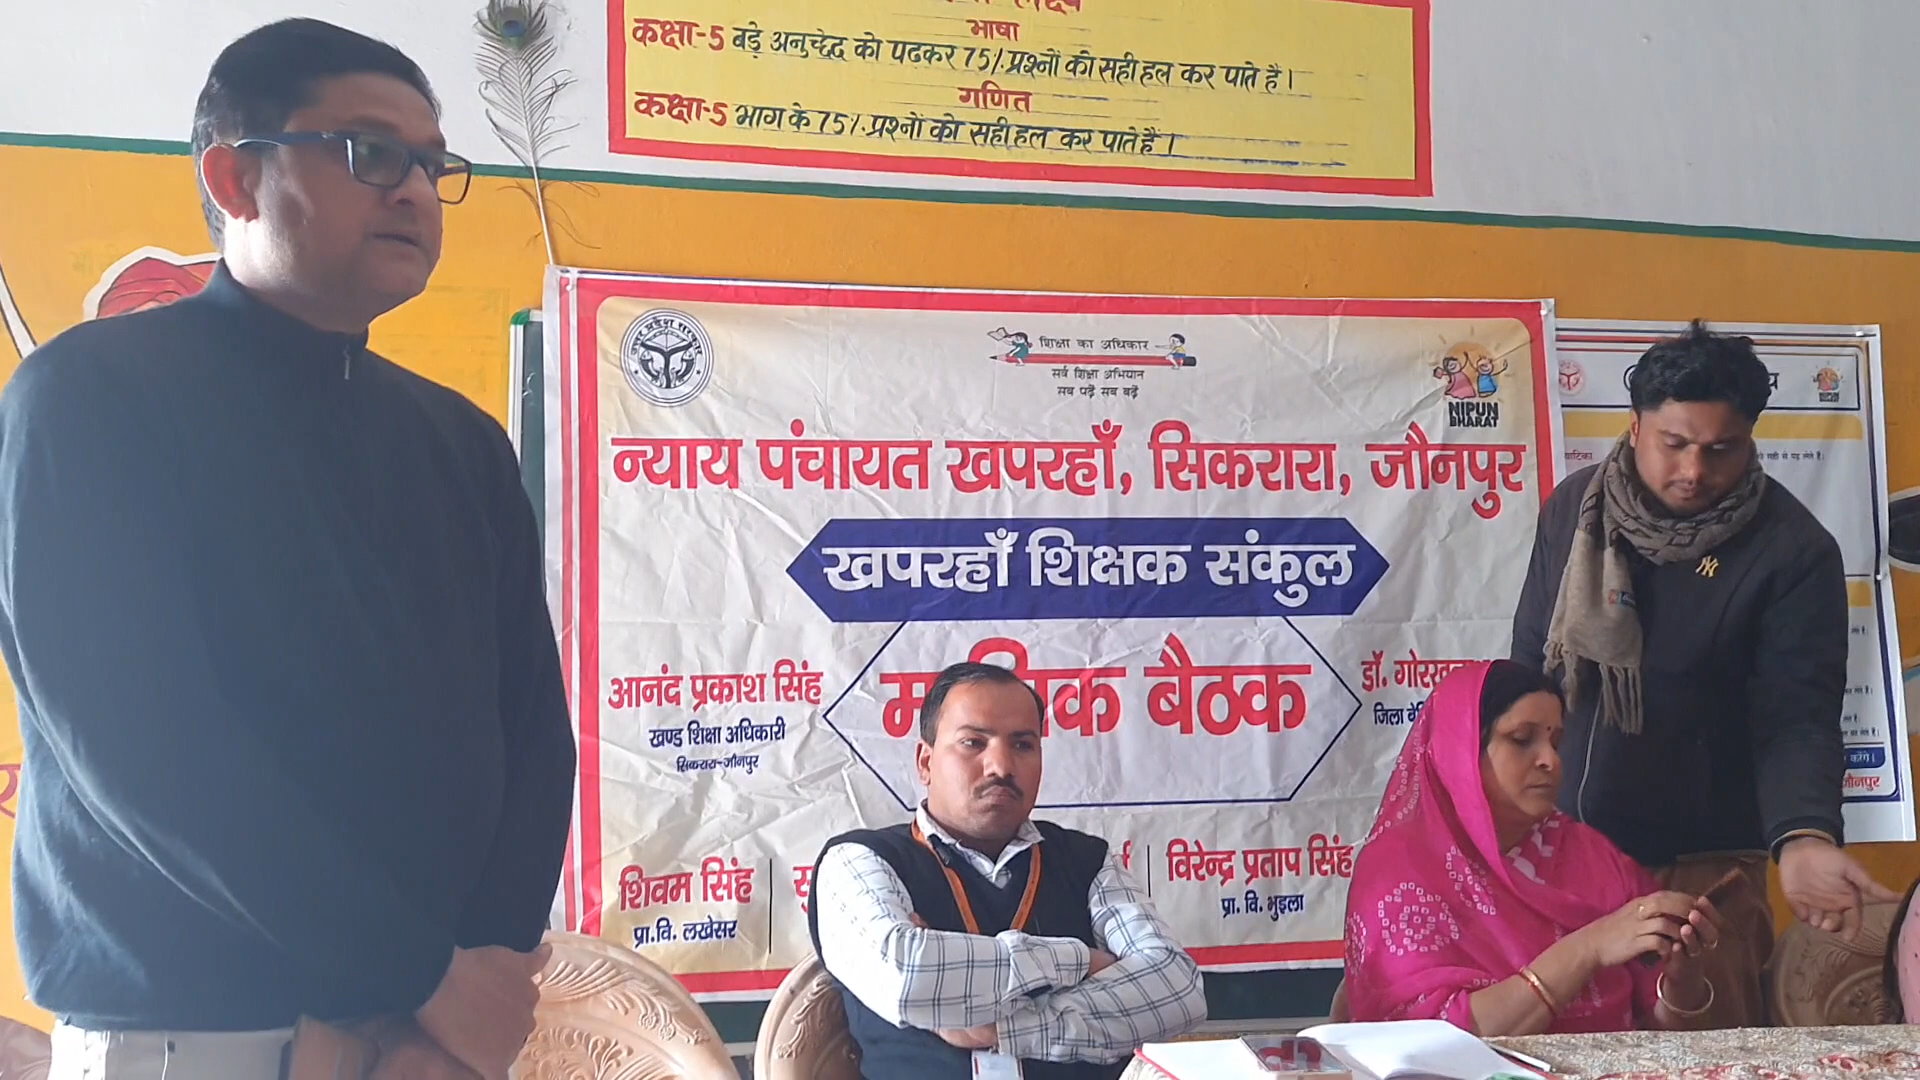 भाषा
कक्षा-5 बड़े अनुच्छेद को पढकर 75% प्रश्नों को सही हल कर पाते हैं।
गणित
कक्षा-5 भाग के 75% प्रश्नों को सही हल कर पाते हैं।
शिक्षा का अधिकार
सर्व शिक्षा अभियान
सब पढ़ें सब बढ़ें
NIPUN
BHARAT
न्याय पंचायत खपरहाँ, सिकरारा, जौनपुर
खपरहाँ शिक्षक संकुल
बैठक
आनंद प्रकाश सिंह
खण्ड शिक्षा अधिकारी
सिकरारा-जौनपुर
डॉ.
जिला
शिवम सिंह
प्रा.वि. लखेसर
विरेन्द्र प्रताप सिंह
प्रा. वि. भुइला
NY
करेंगे।
जौनपुर